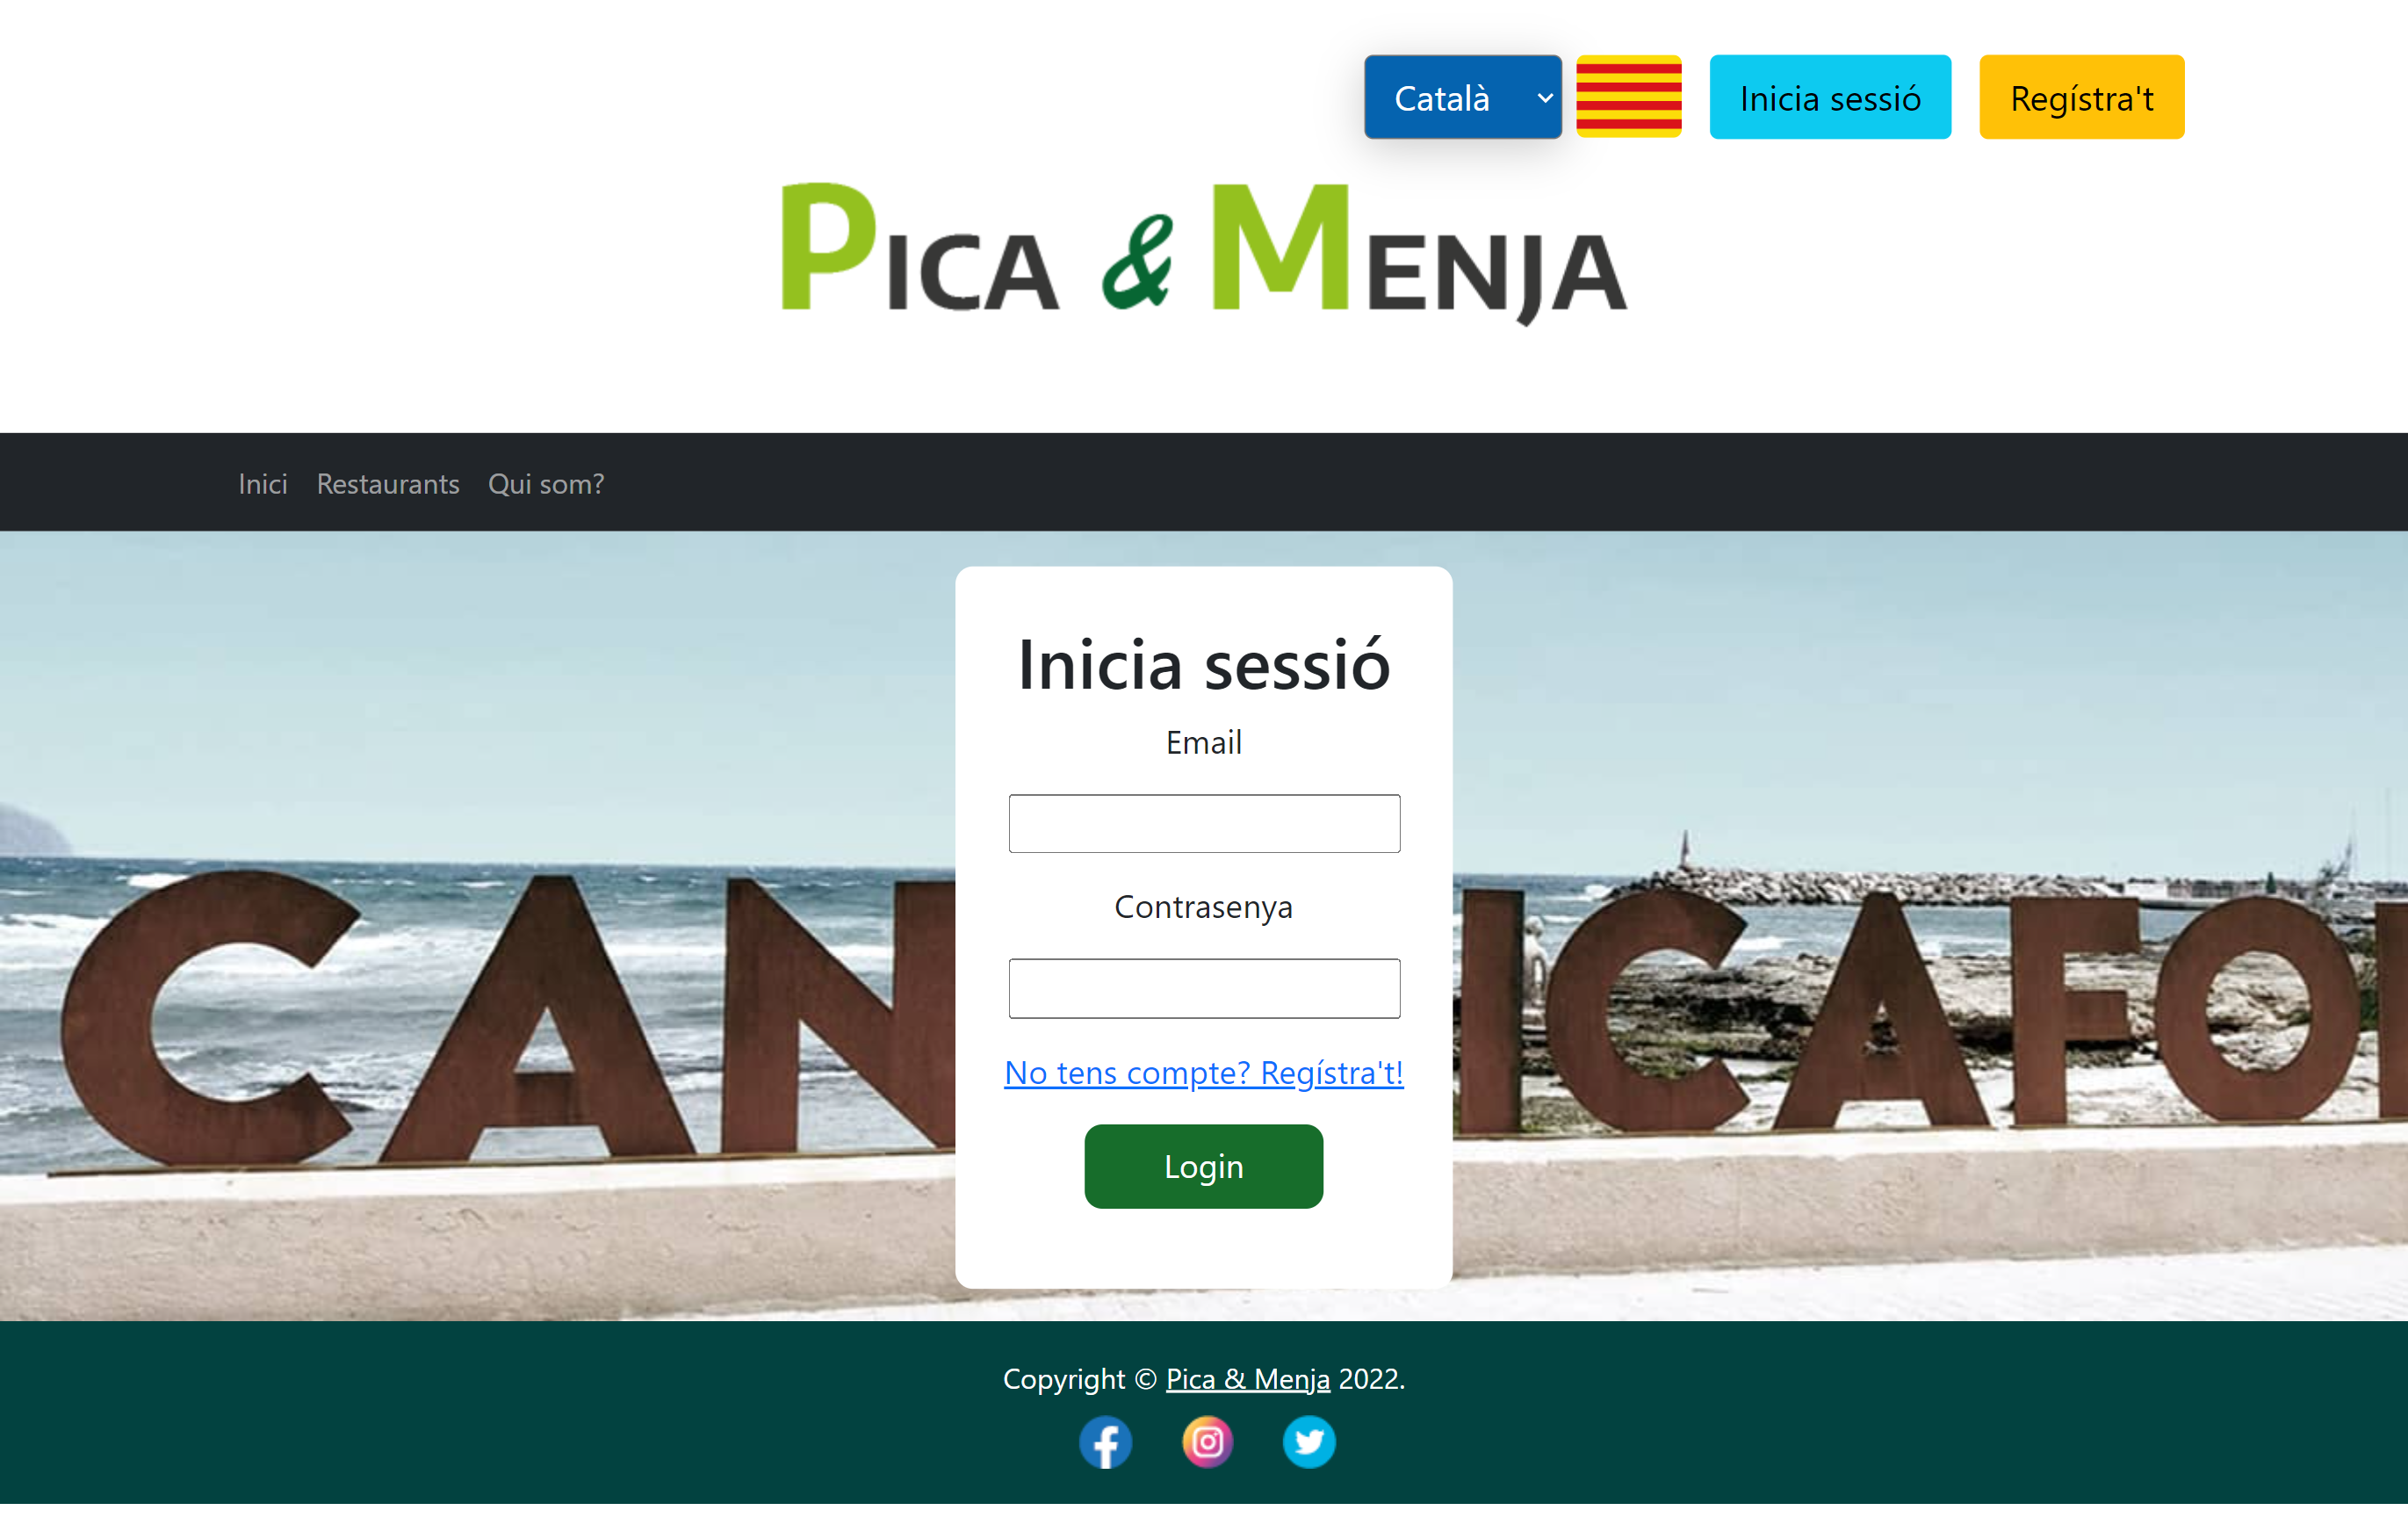 Català Inicia sessió Regístra't
PICA & MENJA
Inici Restaurants Qui som?
Inicia sessió
Email
Contrasenya
No tens compte? Regístra't!
Login
CAN ICAFO
Copyright © Pica & Menja 2022.